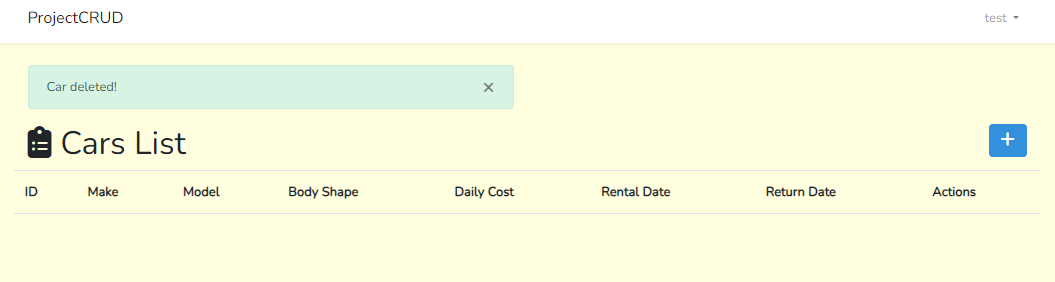 ProjectCRUD test
Car deleted!
Cars List
ID Make Model Body Shape Daily Cost Rental Date Return Date Actions